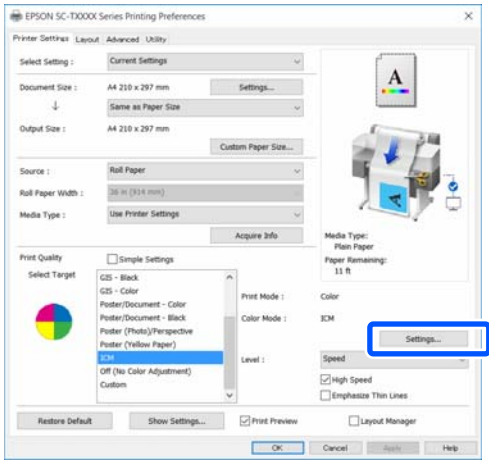 EPSON SC-TXXXX Series Printing Preferences
Printer Settings Layout Advanced Utility
Select Setting : Current Settings
Document Size : A4 210 x 297 mm Settings...
Same as Paper Size
Output Size : A4 210 x 297 mm
Custom Paper Size...
Source : Roll Paper
Roll Paper Width : 36 in (914 mm)
Media Type : Use Printer Settings
Acquire Info
A
Media Type:
Plain Paper
Paper Remaining:
11 ft
Print Quality Simple Settings
Select Target
GIS - Black
GIS - Color
Poster/Document - Color
Poster/Document - Black
Poster (Photo)/Perspective
Poster (Yellow Paper)
ICM
Off (No Color Adjustment)
Custom
Print Mode : Color
Color Mode : ICM
Settings...
Level : Speed
High Speed
Emphasize Thin Lines
Restore Default Show Settings... Print Preview Layout Manager
OK Cancel Apply Help